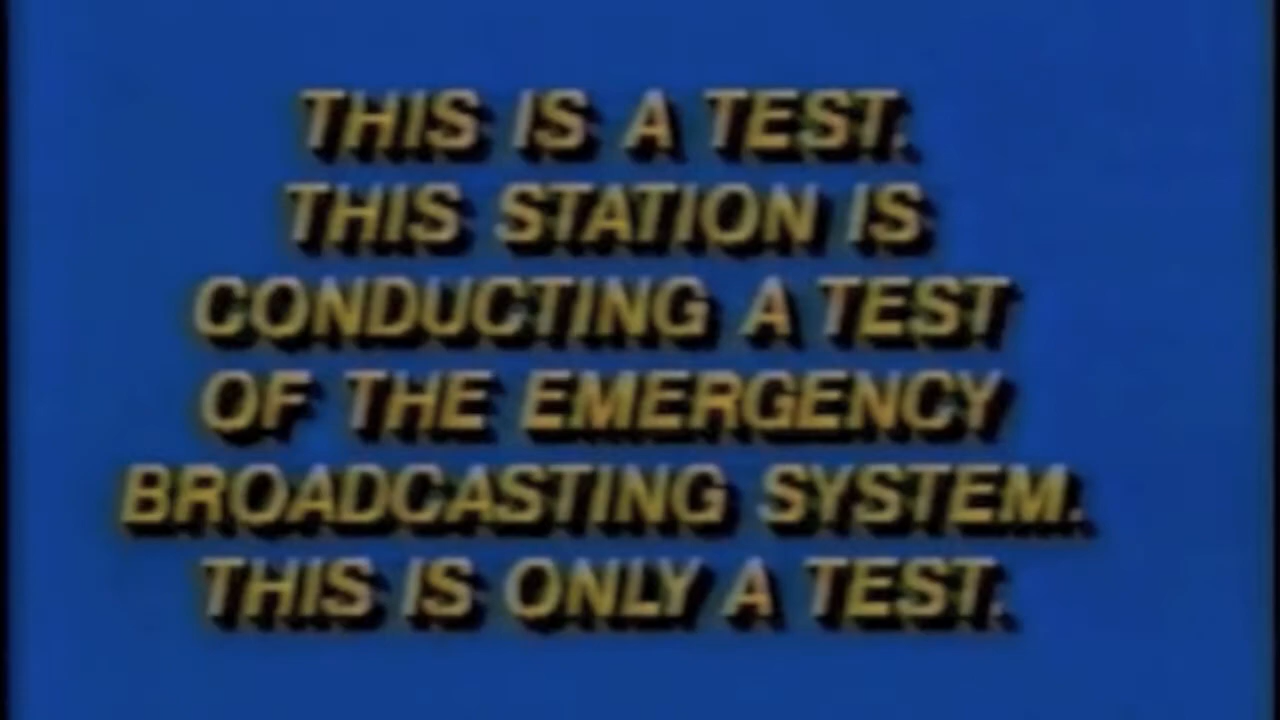 THIS IS A TEST.
THIS STATION IS
CONDUCTING A TEST
OF THE EMERGENCY
BROADCASTING SYSTEM.
THIS IS ONLY A TEST.